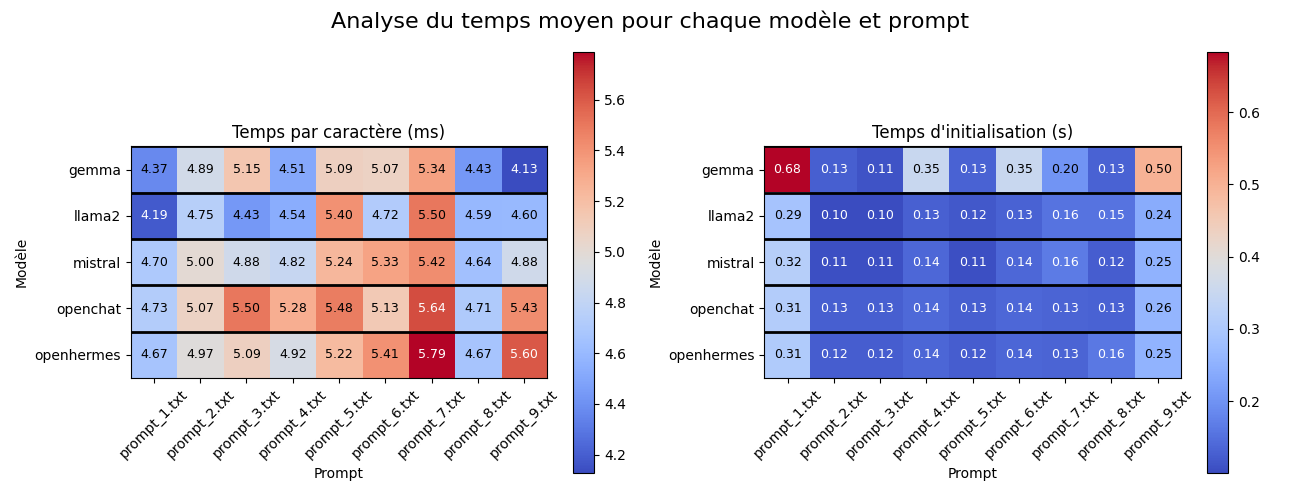 Analyse du temps moyen pour chaque modèle et prompt
Temps par caractère (ms)
Modèle
gemma 4.37 4.89 5.15 4.51 5.09 5.07 5.34 4.43 4.13
llama2 4.19 4.75 4.43 4.54 5.40 4.72 5.50 4.59 4.60
mistral 4.70 5.00 4.88 4.82 5.24 5.33 5.42 4.64 4.88
openchat 4.73 5.07 5.50 5.28 5.48 5.13 5.64 4.71 5.43
openhermes 4.67 4.97 5.09 4.92 5.22 5.41 5.79 4.67 5.60
prompt_1.txt prompt_2.txt prompt_3.txt prompt_4.txt prompt_5.txt prompt_6.txt prompt_7.txt prompt_8.txt prompt_9.txt
Prompt
5.6
5.4
5.2
5.0
4.8
4.6
4.4
4.2
Temps d'initialisation (s)
Modèle
gemma 0.68 0.13 0.11 0.35 0.13 0.35 0.20 0.13 0.50
llama2 0.29 0.10 0.10 0.13 0.12 0.13 0.16 0.15 0.24
mistral 0.32 0.11 0.11 0.14 0.11 0.14 0.16 0.12 0.25
openchat 0.31 0.13 0.13 0.14 0.13 0.14 0.13 0.13 0.26
openhermes 0.31 0.12 0.12 0.14 0.12 0.14 0.13 0.16 0.25
prompt_1.txt prompt_2.txt prompt_3.txt prompt_4.txt prompt_5.txt prompt_6.txt prompt_7.txt prompt_8.txt prompt_9.txt
Prompt
0.6
0.5
0.4
0.3
0.2